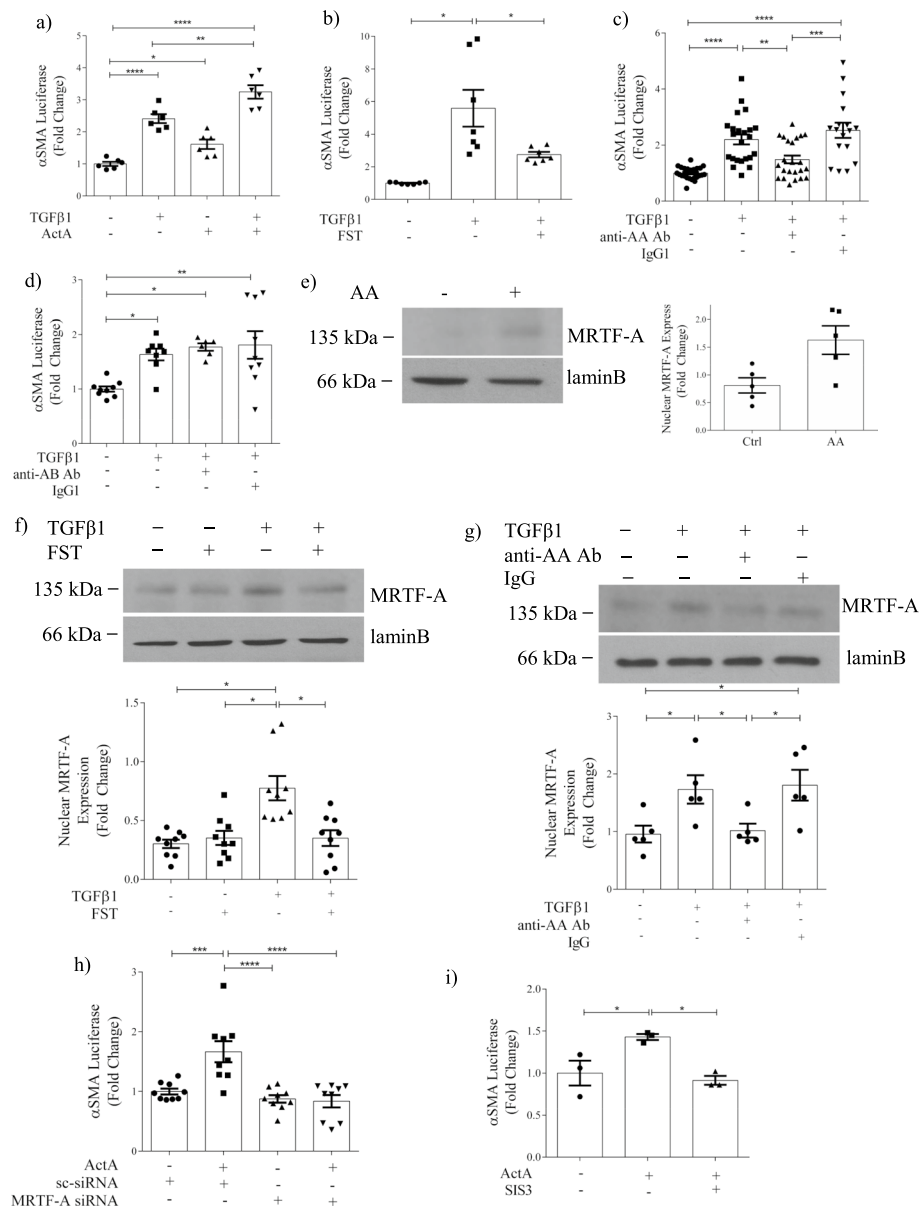 a)
αSMA Luciferase
(Fold Change)
5
4
3
2
1
0
****
**
*
****
TGFβ1 - + - +
ActA - - + +
b)
αSMA Luciferase
(Fold Change)
12
10
8
6
4
2
0
* *
TGFβ1 - + +
FST - - +
c)
αSMA Luciferase
(Fold Change)
6
4
2
0
****
**** ** ***
TGFβ1 - + + +
anti-AA Ab - - + -
IgG1 - - - +
d)
αSMA Luciferase
(Fold Change)
3
2
1
0
**
*
*
TGFβ1 - + + +
anti-AB Ab - - + -
IgG1 - - - +
e)
AA - +
135 kDa
MRTF-A
66 kDa
laminB
Nuclear MRTF-A Express
(Fold Change)
2.0
1.5
1.0
0.5
0.0
Ctrl AA
f)
TGFβ1 − − + +
FST − + − +
135 kDa
MRTF-A
66 kDa
laminB
Nuclear MRTF-A
Expression
(Fold Change)
1.5
1.0
0.5
0.0
*
* *
TGFβ1 - - + +
FST - + - +
g)
TGFβ1 − + + +
anti-AA Ab − − + −
IgG − − − +
135 kDa
MRTF-A
66 kDa
laminB
Nuclear MRTF-A
Expression
(Fold Change)
3
2
1
0
*
* * *
TGFβ1 - + + +
anti-AA Ab - - + -
IgG - - - +
h)
αSMA Luciferase
(Fold Change)
3
2
1
0
*** ****
****
ActA - + - +
sc-siRNA + + - -
MRTF-A siRNA - - + +
i)
αSMA Luciferase
(Fold Change)
2.0
1.5
1.0
0.5
0.0
* *
ActA - + +
SIS3 - - +